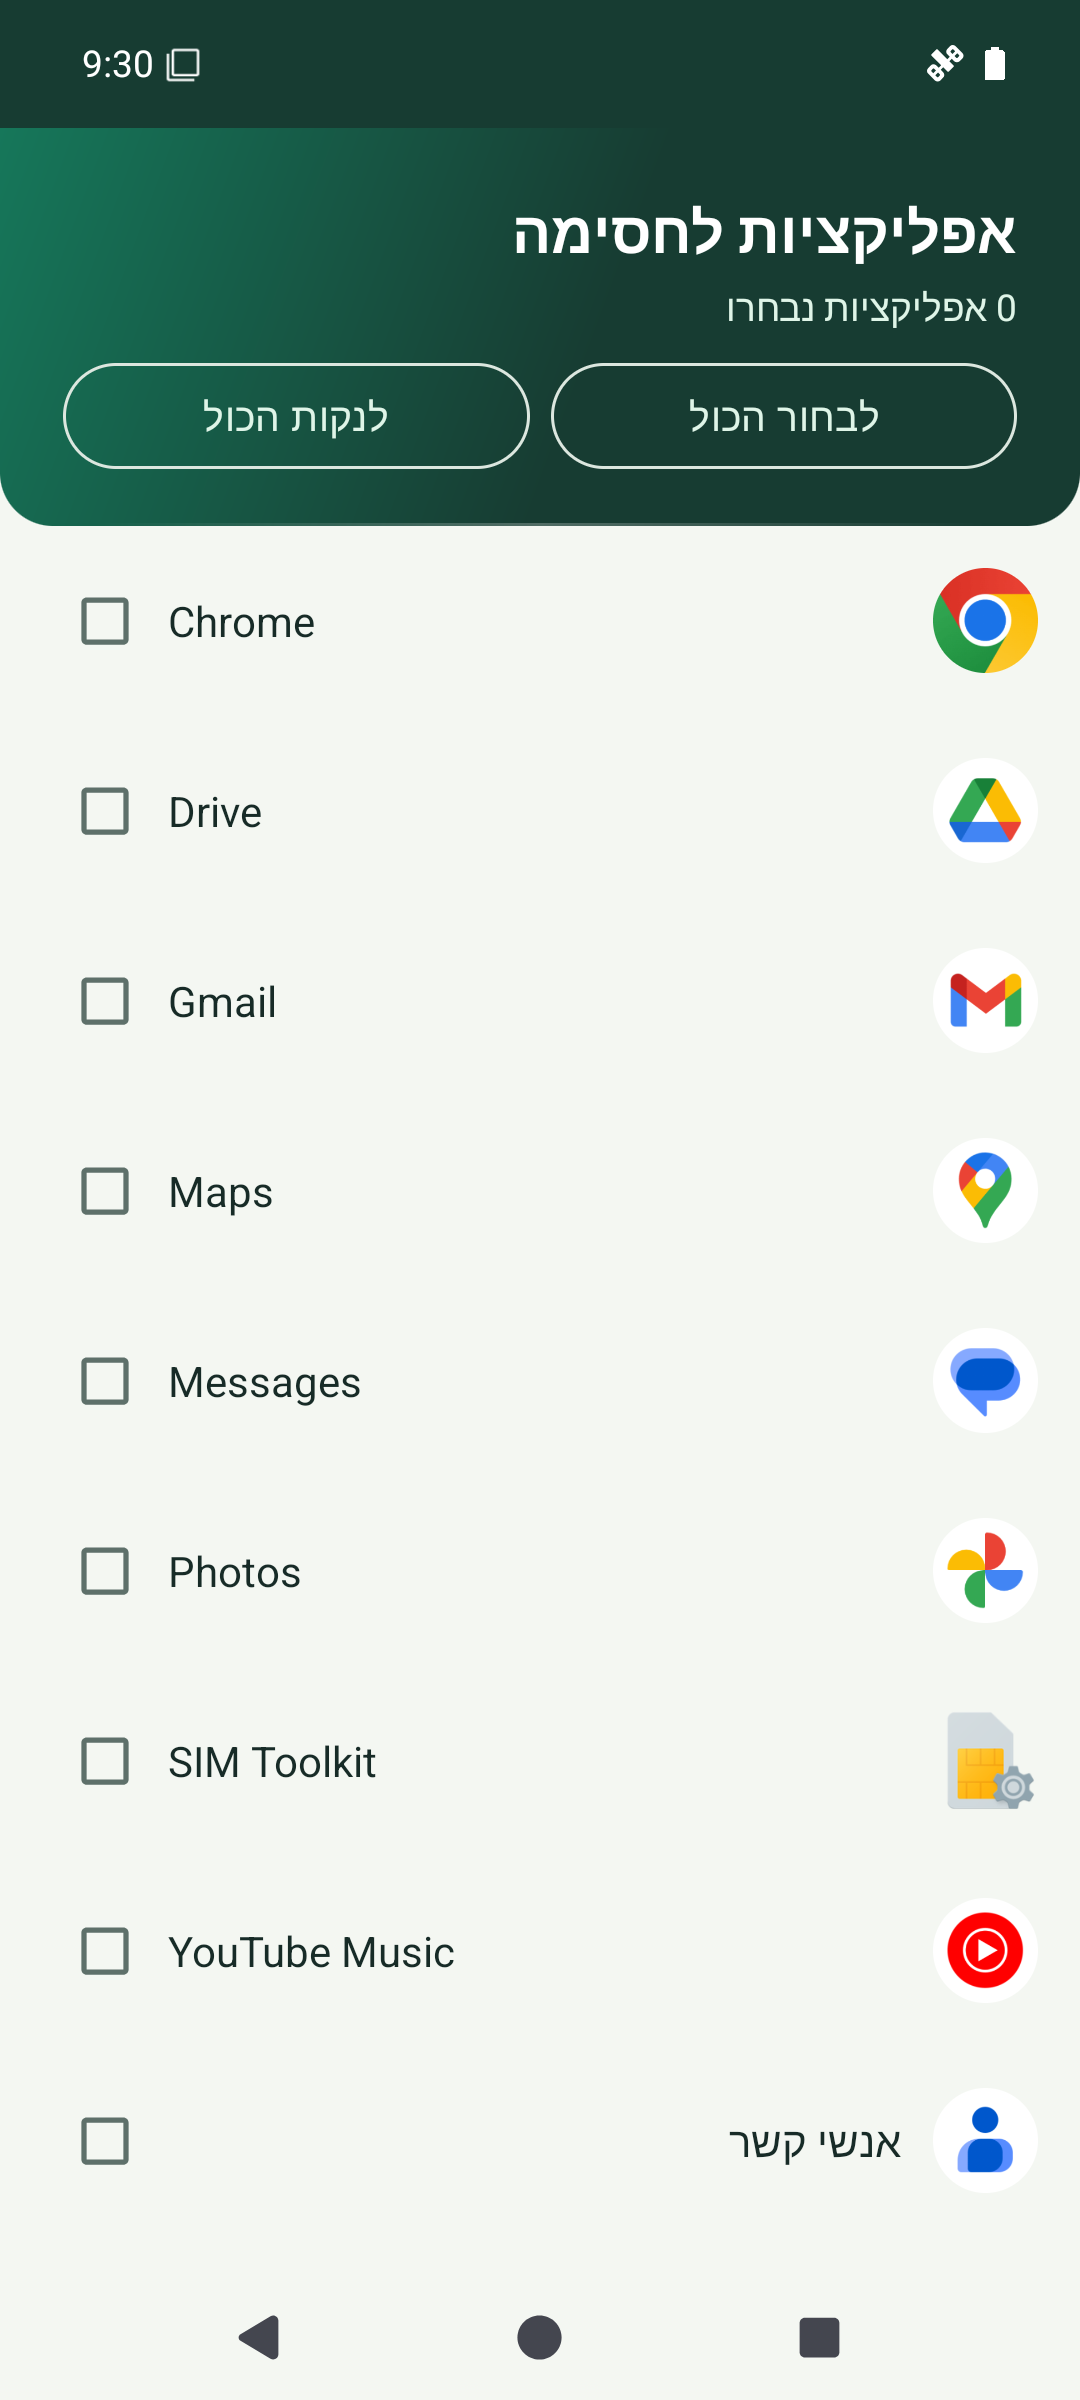 9:30
אפליקציות לחסימה
0 אפליקציות נבחרו
לבחור הכול
לנקות הכול
Chrome
Drive
Gmail
Maps
Messages
Photos
SIM Toolkit
YouTube Music
אנשי קשר